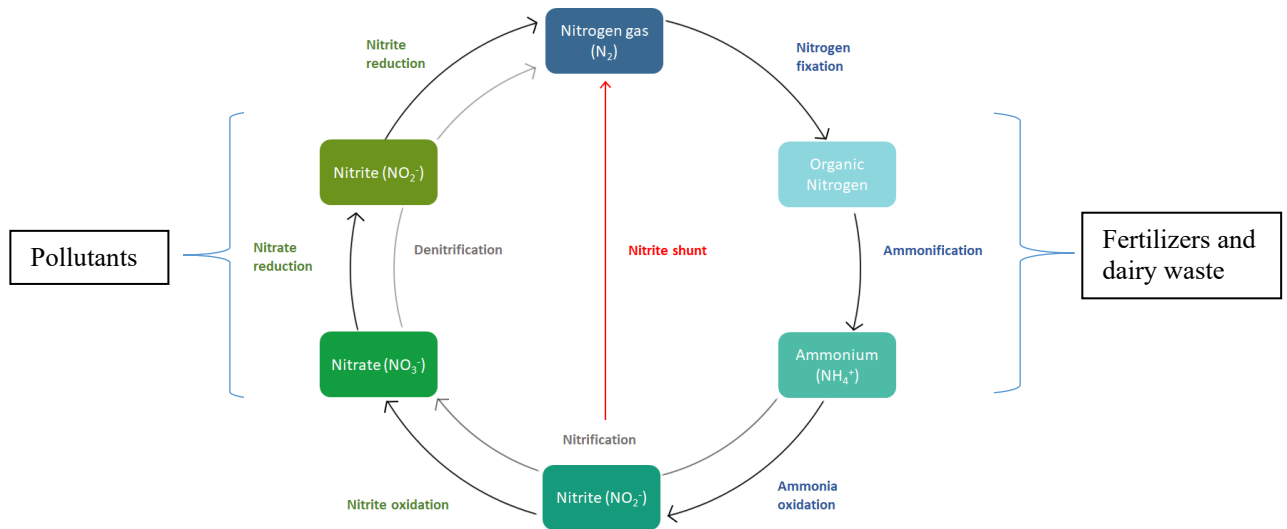 Nitrogen gas
(N₂)
Nitrite
reduction
Nitrogen
fixation
Nitrite (NO₂⁻)
Organic
Nitrogen
Pollutants
Nitrate
reduction
Denitrification
Nitrite shunt
Ammonification
Fertilizers and
dairy waste
Nitrate (NO₃⁻)
Ammonium
(NH₄⁺)
Nitrification
Nitrite oxidation
Nitrite (NO₂⁻)
Ammonia
oxidation